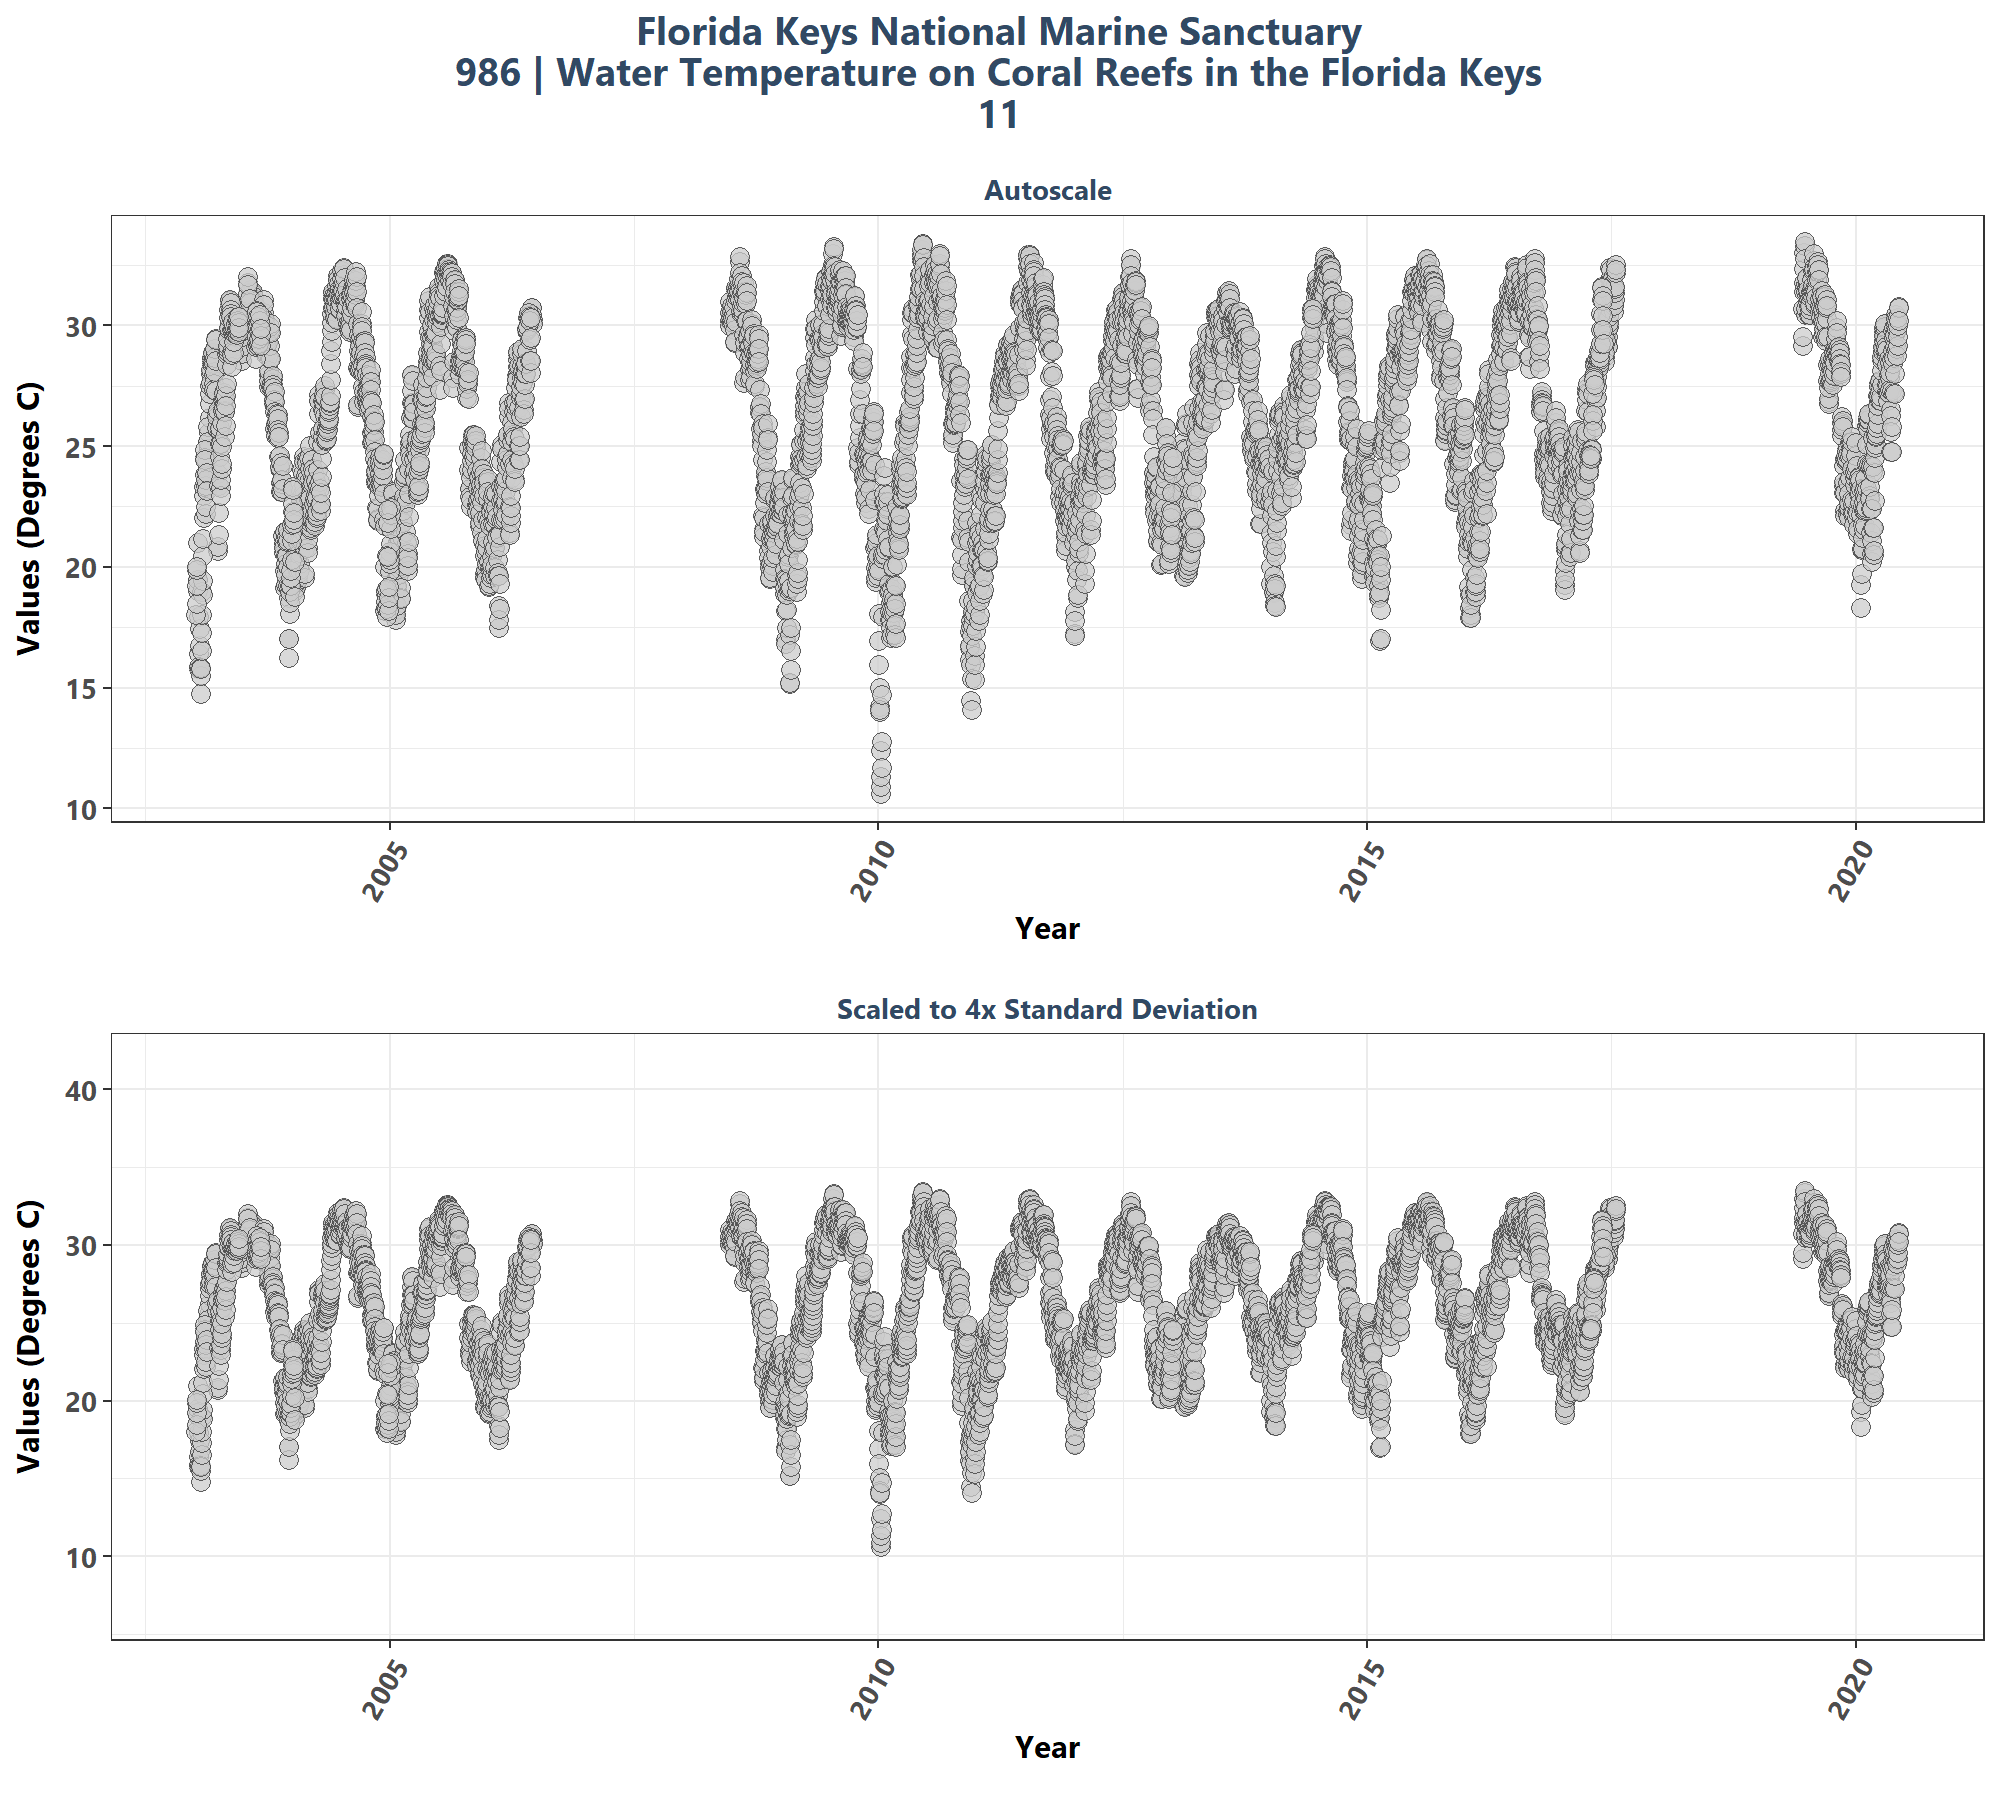 Florida Keys National Marine Sanctuary
986 | Water Temperature on Coral Reefs in the Florida Keys
11
Autoscale
Values (Degrees C)
30
25
20
15
10
2005
2010
2015
2020
Year
Scaled to 4x Standard Deviation
Values (Degrees C)
40
30
20
10
2005
2010
2015
2020
Year